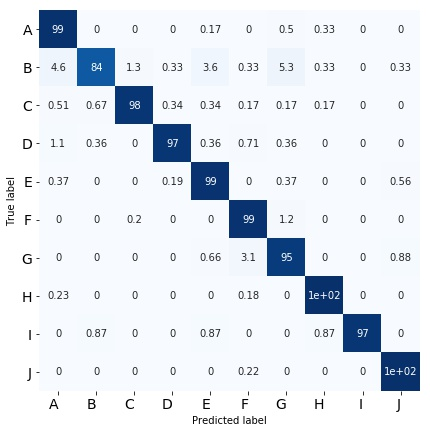 A 99 0 0 0 0.17 0 0.5 0.33 0 0
B 4.6 84 1.3 0.33 3.6 0.33 5.3 0.33 0 0.33
C 0.51 0.67 98 0.34 0.34 0.17 0.17 0.17 0 0
D 1.1 0.36 0 97 0.36 0.71 0.36 0 0 0
E 0.37 0 0 0.19 99 0 0.37 0 0 0.56
F 0 0 0.2 0 0 99 1.2 0 0 0
G 0 0 0 0 0.66 3.1 95 0 0 0.88
H 0.23 0 0 0 0 0.18 0 1e+02 0 0
I 0 0.87 0 0 0.87 0 0 0.87 97 0
J 0 0 0 0 0 0.22 0 0 0 1e+02
A B C D E F G H I J
Predicted label
True label